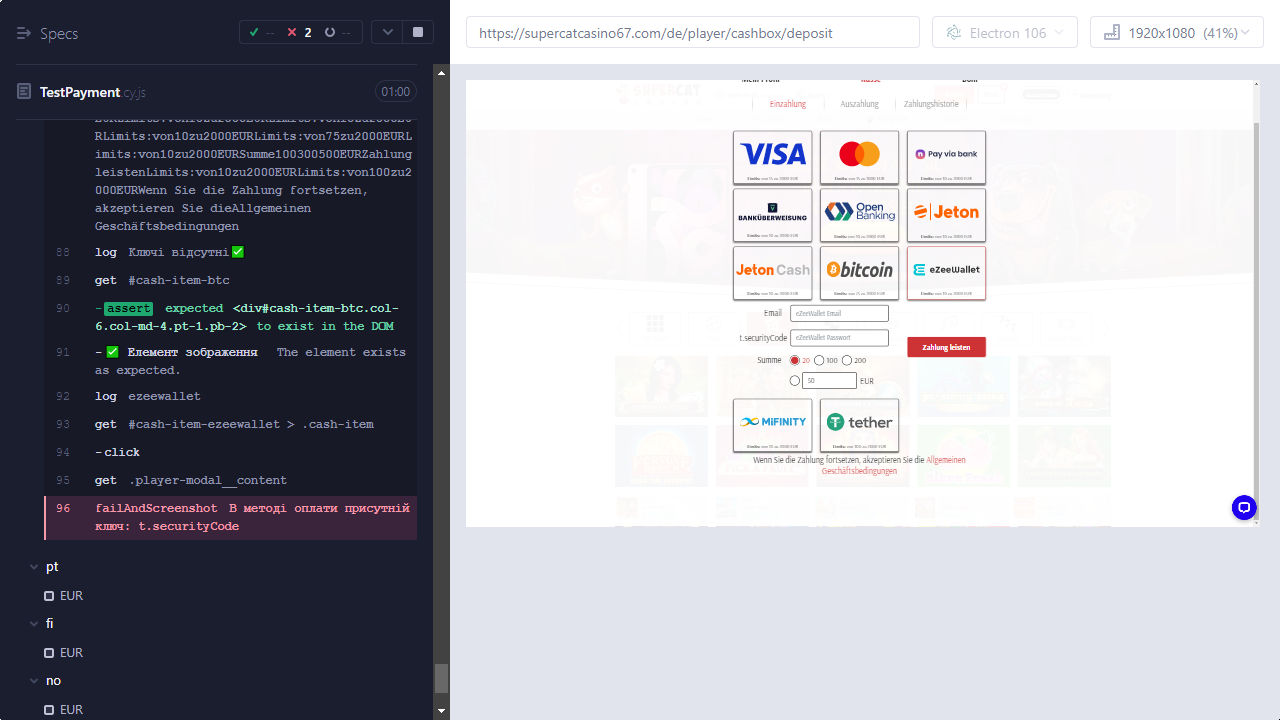 Specs
-- 2 --
TestPayment.cy.js
01:00
RLimits:von10zu2000EURLimits:von75zu2000EURL
imits:von10zu2000EURSumme100300500EURZahlung
leistenLimits:von10zu2000EURLimits:von100zu2
000EURWenn Sie die Zahlung fortsetzen,
akzeptieren Sie dieAllgemeinen
Geschäftsbedingungen
88 log Ключі відсутні✅
89 get #cash-item-btc
90 -assert expected <div#cash-item-btc.col-
6.col-md-4.pt-1.pb-2> to exist in the DOM
91 -✅ Елемент зображення The element exists
as expected.
92 log ezeewallet
93 get #cash-item-ezeewallet > .cash-item
94 -click
95 get .player-modal__content
96 failAndScreenshot В методі оплати присутній
ключ: t.securityCode
pt
EUR
fi
EUR
no
EUR
https://supercatcasino67.com/de/player/cashbox/deposit
Electron 106
1920x1080 (41%)
Einzahlung
Auszahlung
Zahlungshistorie
VISA
Pay via bank
BANKÜBERWEISUNG
Open Banking
Jeton
Jeton Cash
bitcoin
eZeeWallet
Email
eZeeWallet Email
t.securityCode
eZeeWallet Passwort
Summe 20 100 200
50 EUR
Zahlung leisten
MiFINITY
tether
Wenn Sie die Zahlung fortsetzen, akzeptieren Sie die Allgemeinen
Geschäftsbedingungen